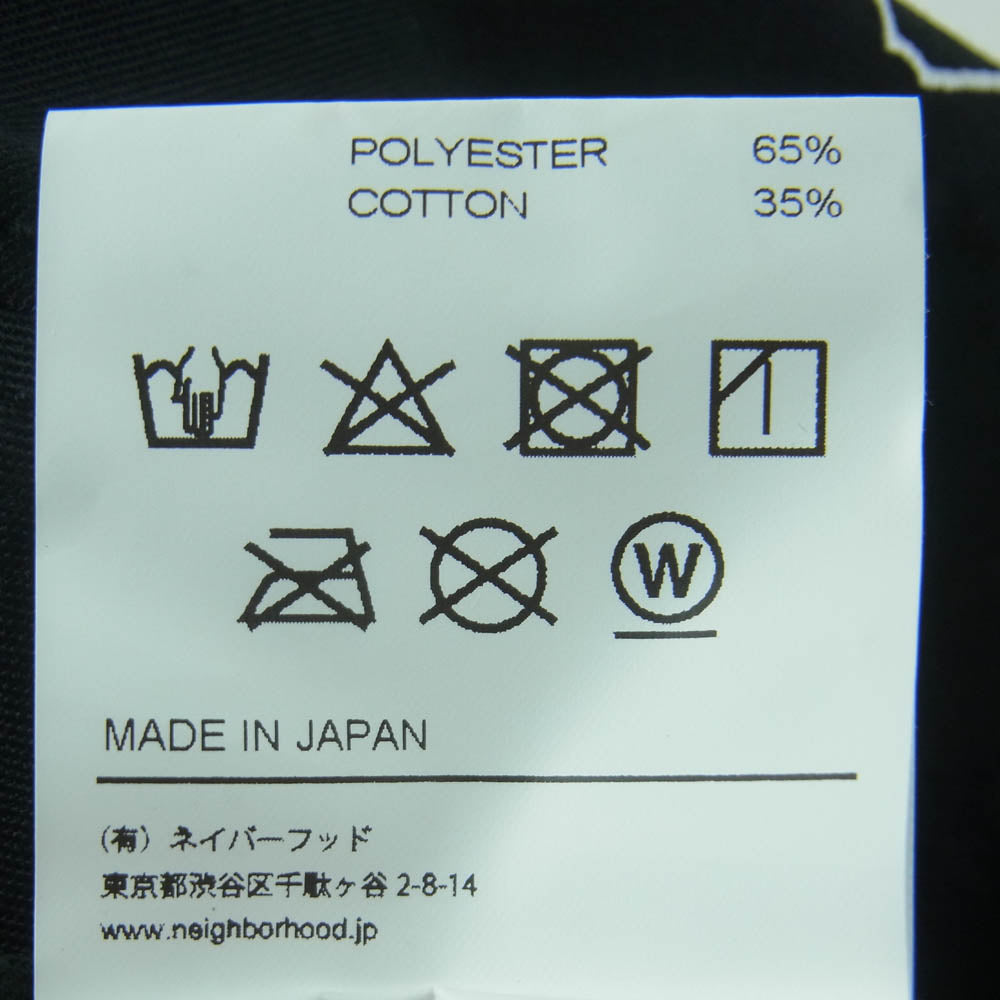 POLYESTER 65%
COTTON 35%
W
MADE IN JAPAN
(有) ネイバーフッド
東京都渋谷区千駄ヶ谷 2-8-14
www.neighborhood.jp